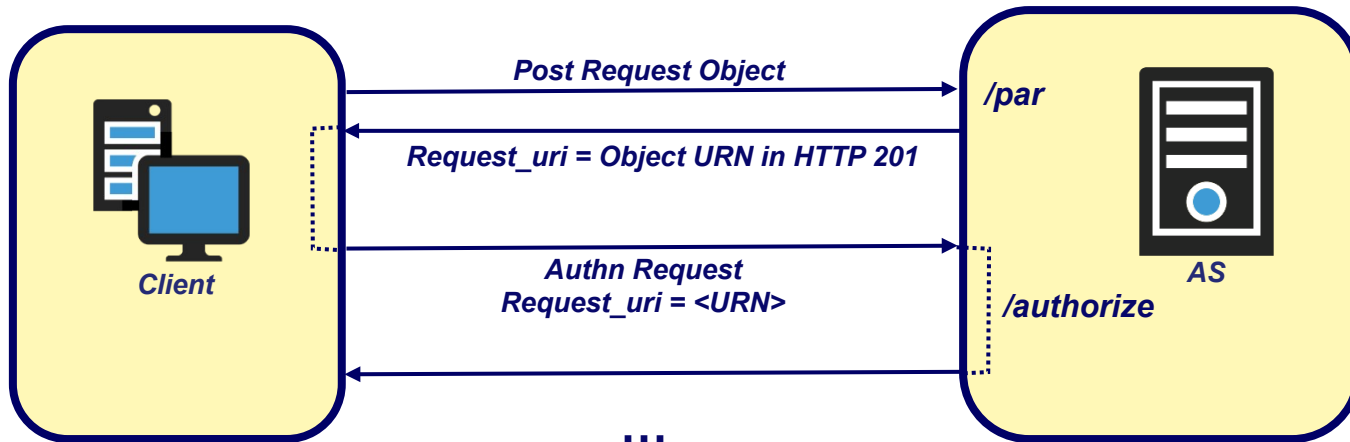 Post Request Object
/par
Request_uri = Object URN in HTTP 201
Client
Authn Request
Request_uri = <URN>
AS
/authorize
...